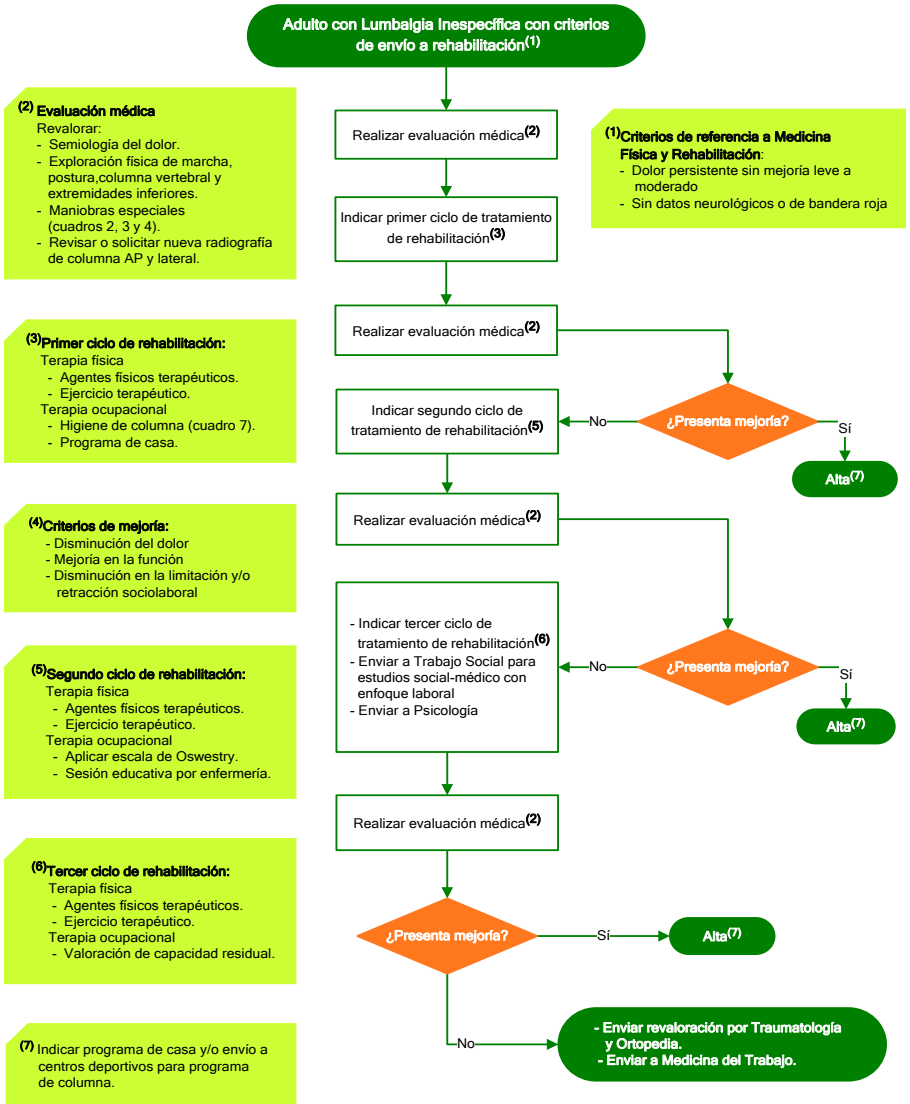 Adulto con Lumbalgia Inespecífica con criterios
de envío a rehabilitación(1)
(2) Evaluación médica
Revalorar:
- Semiología del dolor.
- Exploración física de marcha,
postura,columna vertebral y
extremidades inferiores.
- Maniobras especiales
(cuadros 2, 3 y 4).
- Revisar o solicitar nueva radiografía
de columna AP y lateral.
Realizar evaluación médica(2)
(1)Criterios de referencia a Medicina
Física y Rehabilitación:
- Dolor persistente sin mejoría leve a
moderado
- Sin datos neurológicos o de bandera roja
Indicar primer ciclo de tratamiento
de rehabilitación(3)
Realizar evaluación médica(2)
(3)Primer ciclo de rehabilitación:
Terapia física
- Agentes físicos terapéuticos.
- Ejercicio terapéutico.
Terapia ocupacional
- Higiene de columna (cuadro 7).
- Programa de casa.
¿Presenta mejoría?
No
Sí
Alta(7)
Indicar segundo ciclo de
tratamiento de rehabilitación(5)
Realizar evaluación médica(2)
(4)Criterios de mejoría:
- Disminución del dolor
- Mejoría en la función
- Disminución en la limitación y/o
retracción sociolaboral
¿Presenta mejoría?
No
Sí
Alta(7)
- Indicar tercer ciclo de
tratamiento de rehabilitación(6)
- Enviar a Trabajo Social para
estudios social-médico con
enfoque laboral
- Enviar a Psicología
(5)Segundo ciclo de rehabilitación:
Terapia física
- Agentes físicos terapéuticos.
- Ejercicio terapéutico.
Terapia ocupacional
- Aplicar escala de Oswestry.
- Sesión educativa por enfermería.
Realizar evaluación médica(2)
(6)Tercer ciclo de rehabilitación:
Terapia física
- Agentes físicos terapéuticos.
- Ejercicio terapéutico.
Terapia ocupacional
- Valoración de capacidad residual.
¿Presenta mejoría?
Sí
Alta(7)
No
- Enviar revaloración por Traumatología
y Ortopedia.
- Enviar a Medicina del Trabajo.
(7) Indicar programa de casa y/o envío a
centros deportivos para programa
de columna.